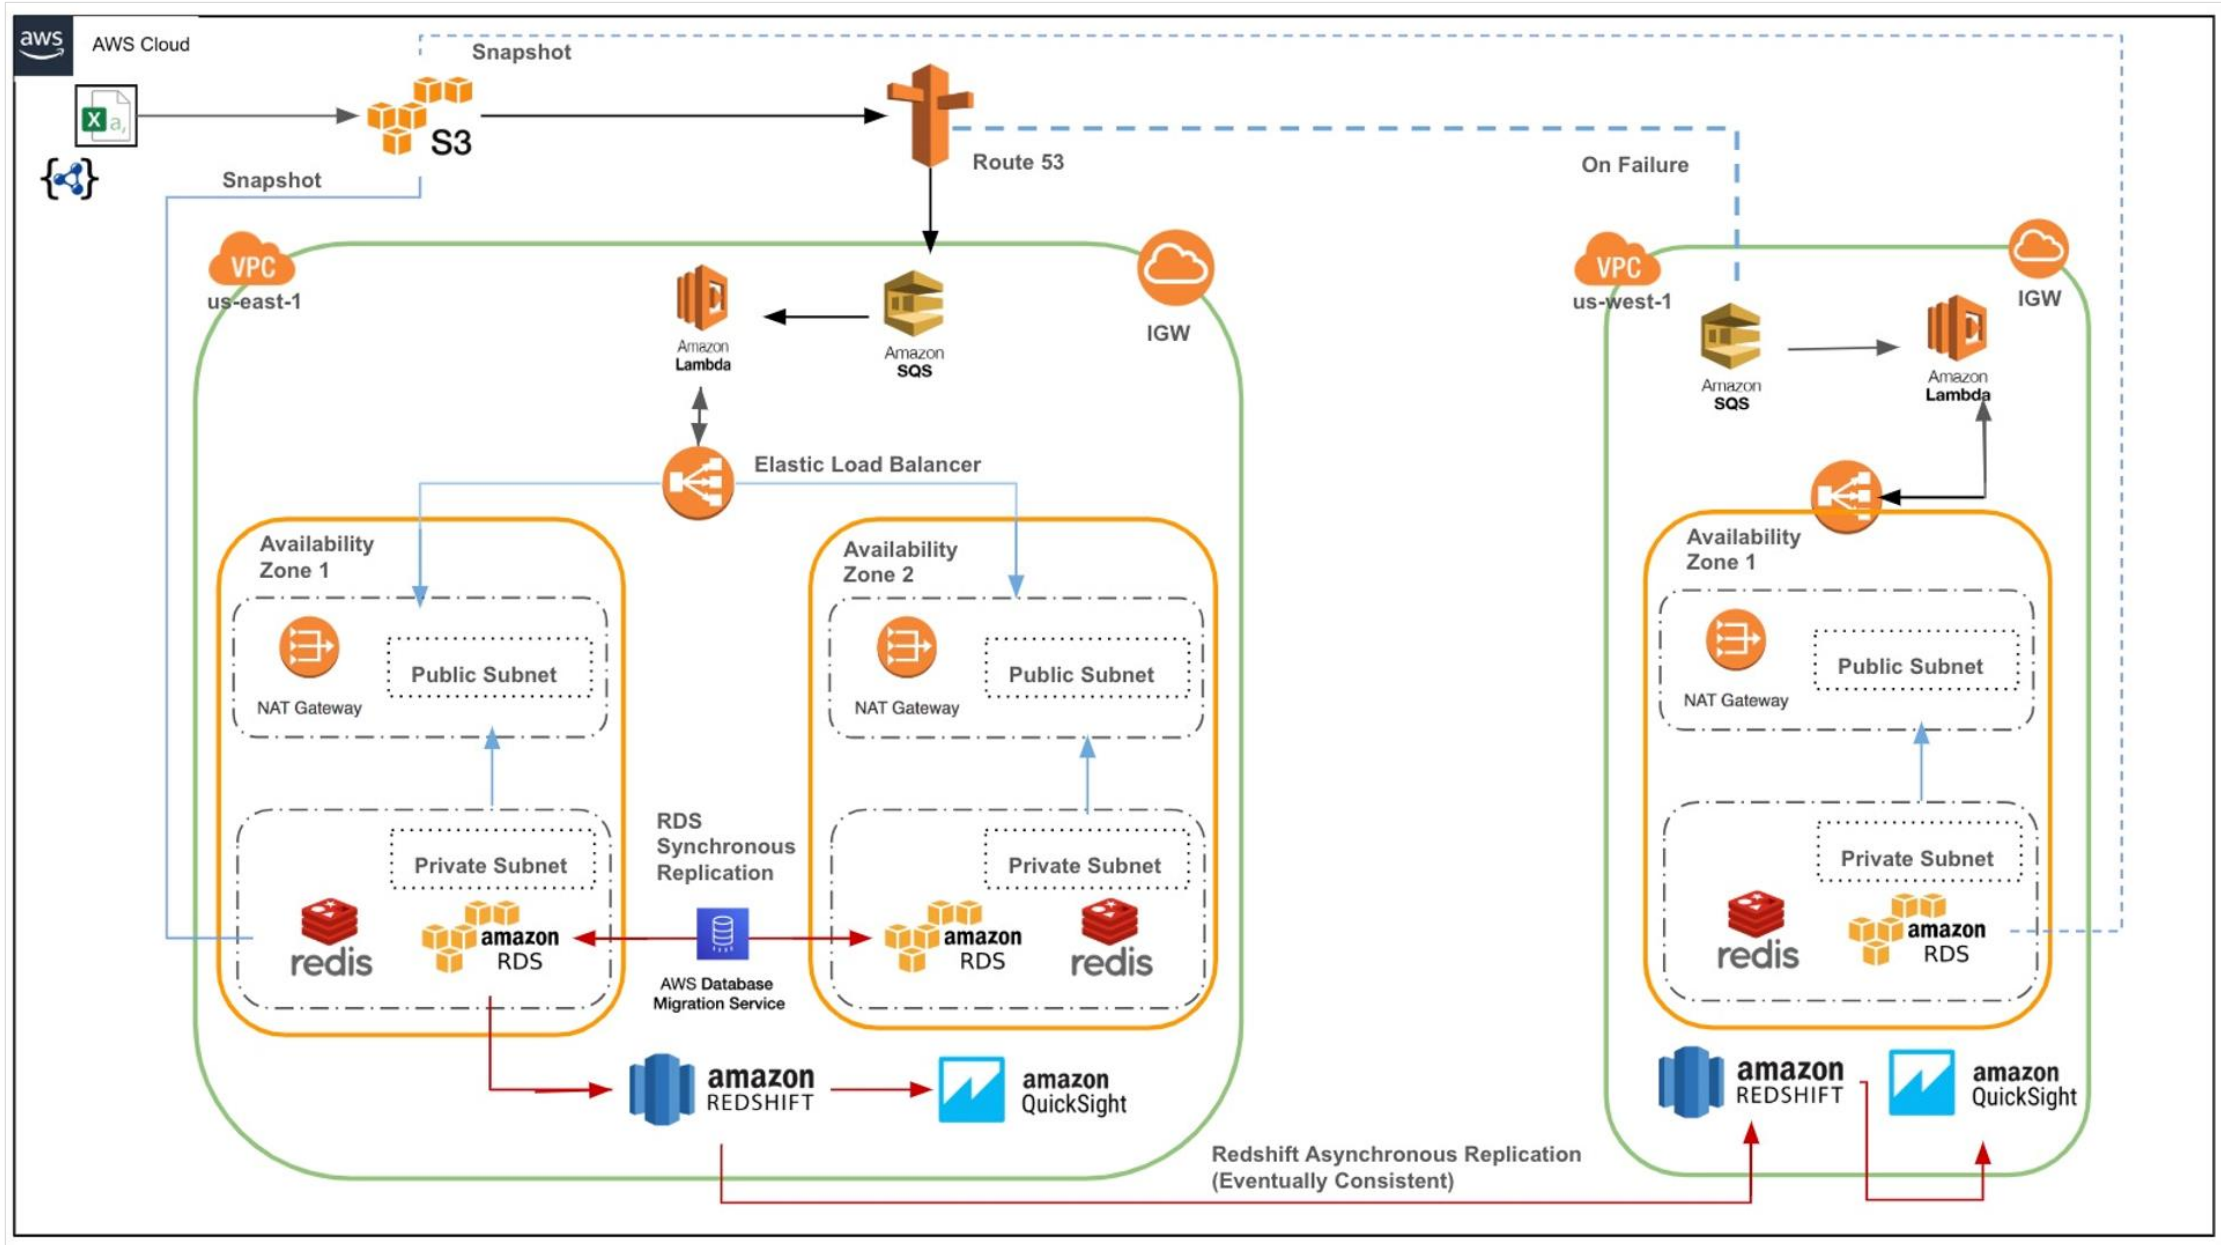 aws
AWS Cloud
Snapshot
X a,
S3
Route 53
On Failure
Snapshot
VPC
us-east-1
IGW
Amazon
Lambda
Amazon
SQS
VPC
us-west-1
IGW
Amazon
SQS
Amazon
Lambda
Elastic Load Balancer
Availability
Zone 1
NAT Gateway
Public Subnet
Private Subnet
redis
amazon
RDS
RDS
Synchronous
Replication
AWS Database
Migration Service
Availability
Zone 2
NAT Gateway
Public Subnet
Private Subnet
amazon
RDS
redis
Availability
Zone 1
NAT Gateway
Public Subnet
Private Subnet
redis
amazon
RDS
amazon
REDSHIFT
amazon
QuickSight
amazon
REDSHIFT
amazon
QuickSight
Redshift Asynchronous Replication
(Eventually Consistent)